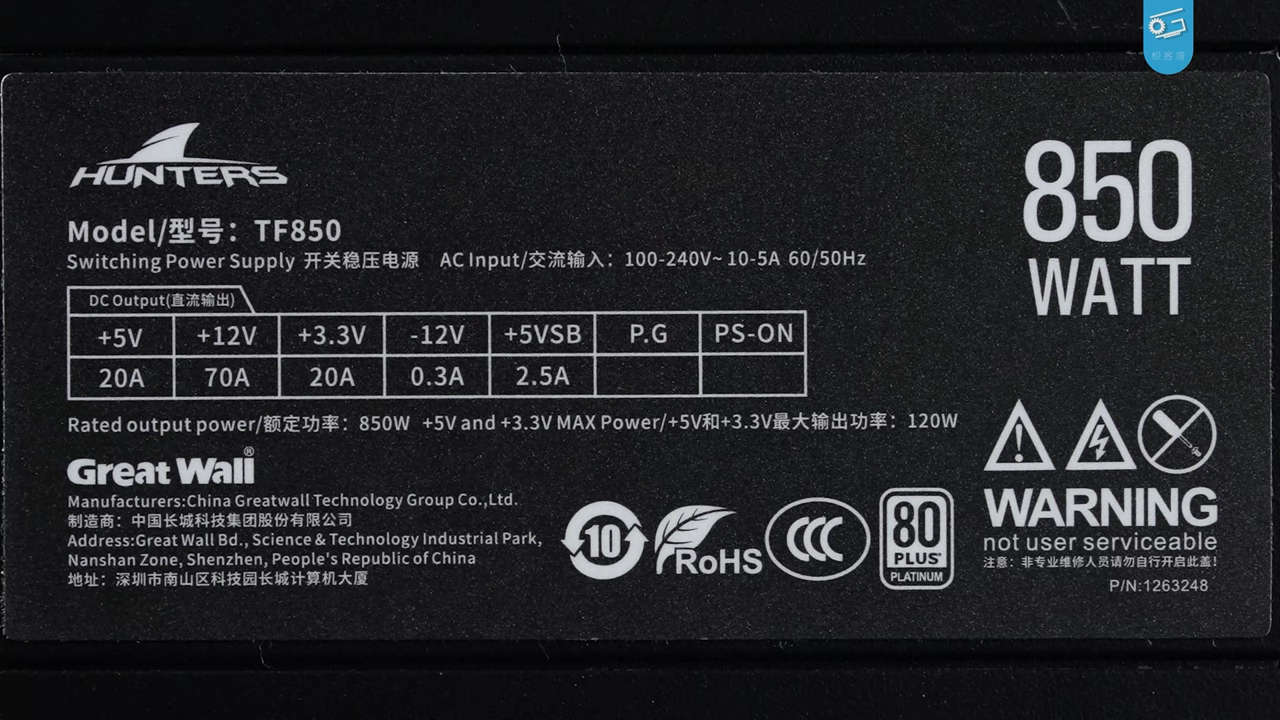 极客湾
HUNTERS
850
WATT
Model/型号：TF850
Switching Power Supply 开关稳压电源 AC Input/交流输入：100-240V~ 10-5A 60/50Hz
DC Output(直流输出)
+5V +12V +3.3V -12V +5VSB P.G PS-ON
20A 70A 20A 0.3A 2.5A
Rated output power/额定功率：850W +5V and +3.3V MAX Power/+5V和+3.3V最大输出功率：120W
Great Wall®
Manufacturers:China Greatwall Technology Group Co.,Ltd.
制造商：中国长城科技集团股份有限公司
Address:Great Wall Bd., Science & Technology Industrial Park,
Nanshan Zone, Shenzhen, People's Republic of China
地址：深圳市南山区科技园长城计算机大厦
10
RoHS
CCC
80
PLUS®
PLATINUM
WARNING
not user serviceable
注意：非专业维修人员请勿自行开启此盖!
P/N:1263248